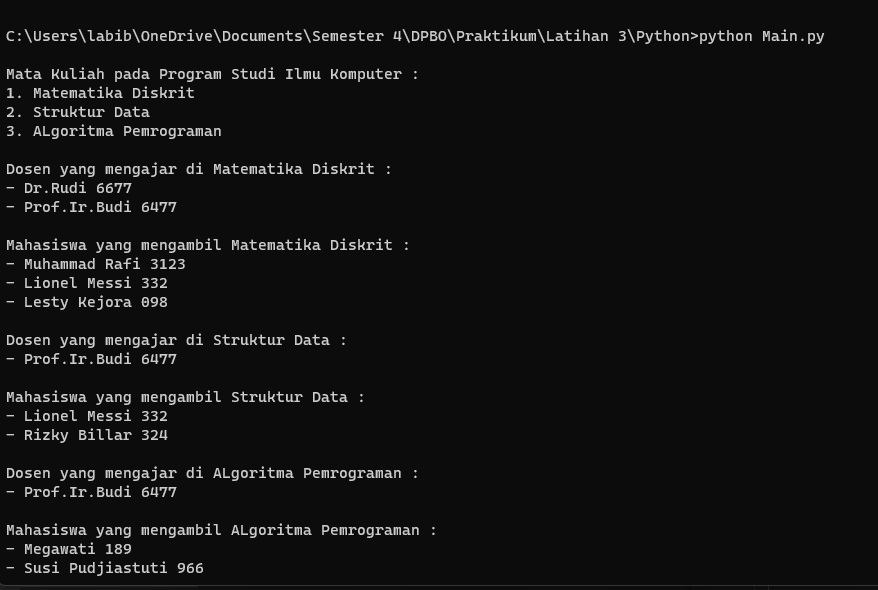 C:\Users\labib\OneDrive\Documents\Semester 4\DPBO\Praktikum\Latihan 3\Python>python Main.py
Mata Kuliah pada Program Studi Ilmu Komputer :
1. Matematika Diskrit
2. Struktur Data
3. ALgoritma Pemrograman
Dosen yang mengajar di Matematika Diskrit :
- Dr.Rudi 6677
- Prof.Ir.Budi 6477
Mahasiswa yang mengambil Matematika Diskrit :
- Muhammad Rafi 3123
- Lionel Messi 332
- Lesty Kejora 098
Dosen yang mengajar di Struktur Data :
- Prof.Ir.Budi 6477
Mahasiswa yang mengambil Struktur Data :
- Lionel Messi 332
- Rizky Billar 324
Dosen yang mengajar di ALgoritma Pemrograman :
- Prof.Ir.Budi 6477
Mahasiswa yang mengambil ALgoritma Pemrograman :
- Megawati 189
- Susi Pudjiastuti 966